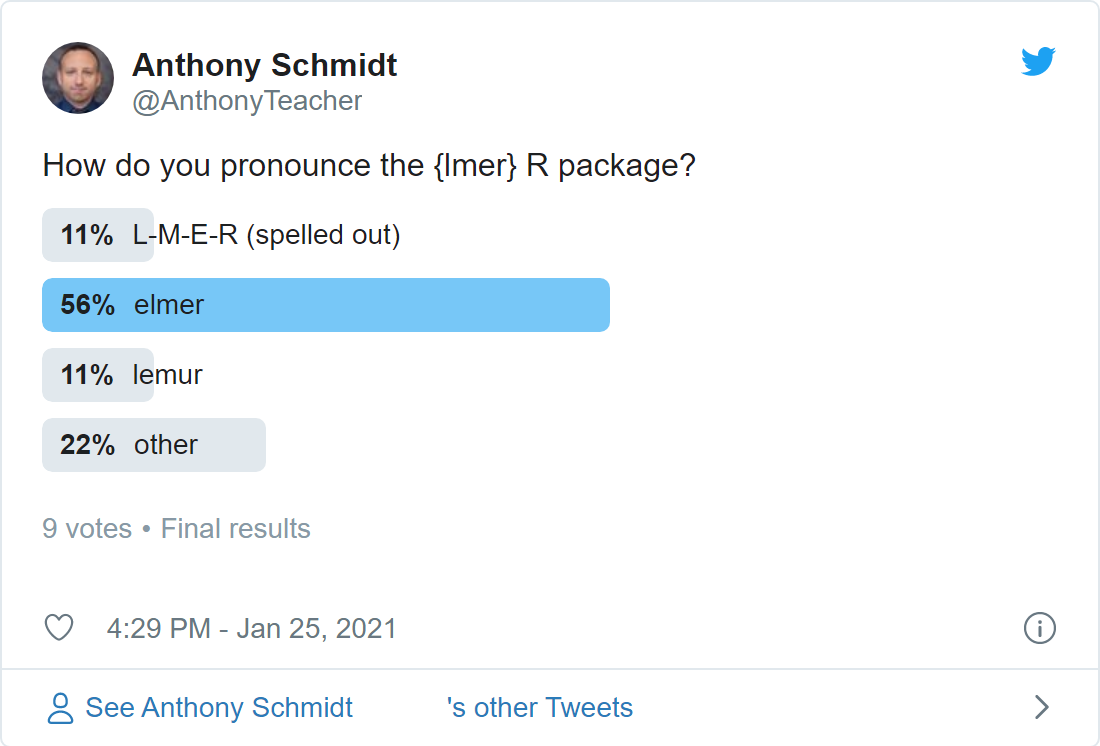 Anthony Schmidt
@AnthonyTeacher
How do you pronounce the {lmer} R package?
11% L-M-E-R (spelled out)
56% elmer
11% lemur
22% other
9 votes • Final results
4:29 PM - Jan 25, 2021
See Anthony Schmidt 's other Tweets